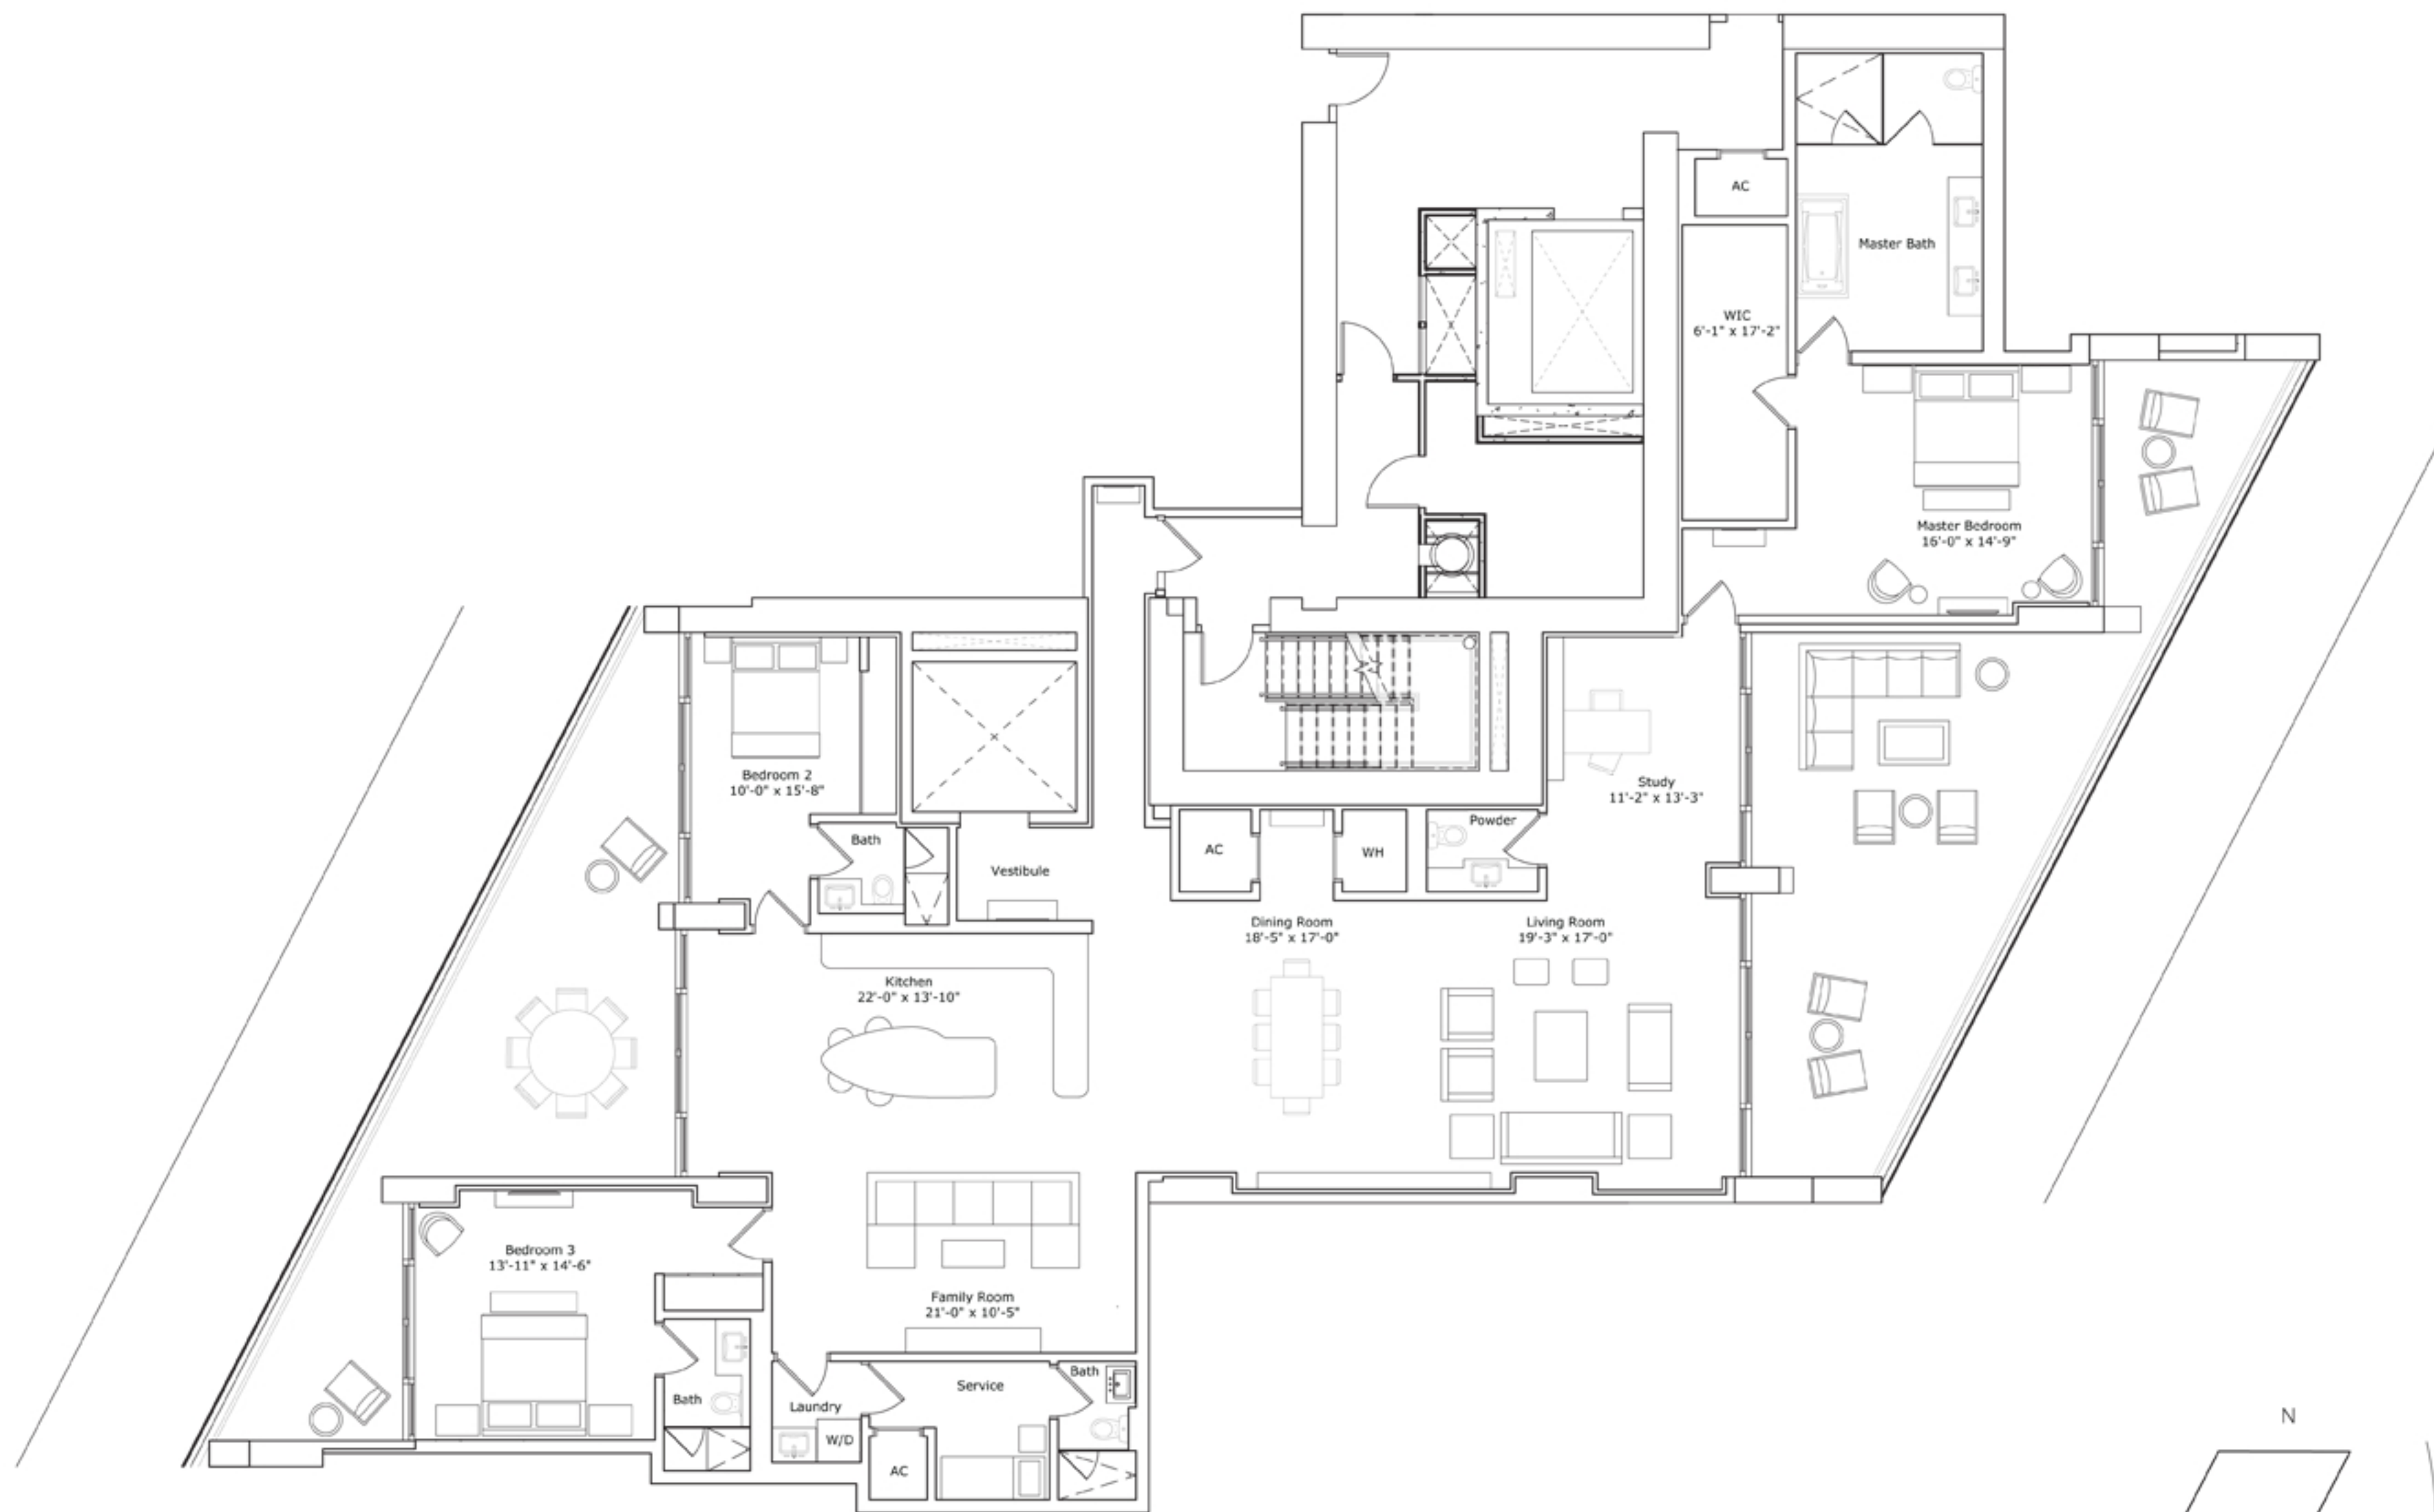 AC
Master Bath
WIC
6'-1" x 17'-2"
Master Bedroom
16'-0" x 14'-9"
Bedroom 2
10'-0" x 15'-8"
Study
11'-2" x 13'-3"
Bath
Vestibule
AC
WH
Powder
Dining Room
18'-5" x 17'-0"
Living Room
19'-3" x 17'-0"
Kitchen
22'-0" x 13'-10"
Bedroom 3
13'-11" x 14'-6"
Family Room
21'-0" x 10'-5"
Bath
Laundry
W/D
Service
Bath
AC
N